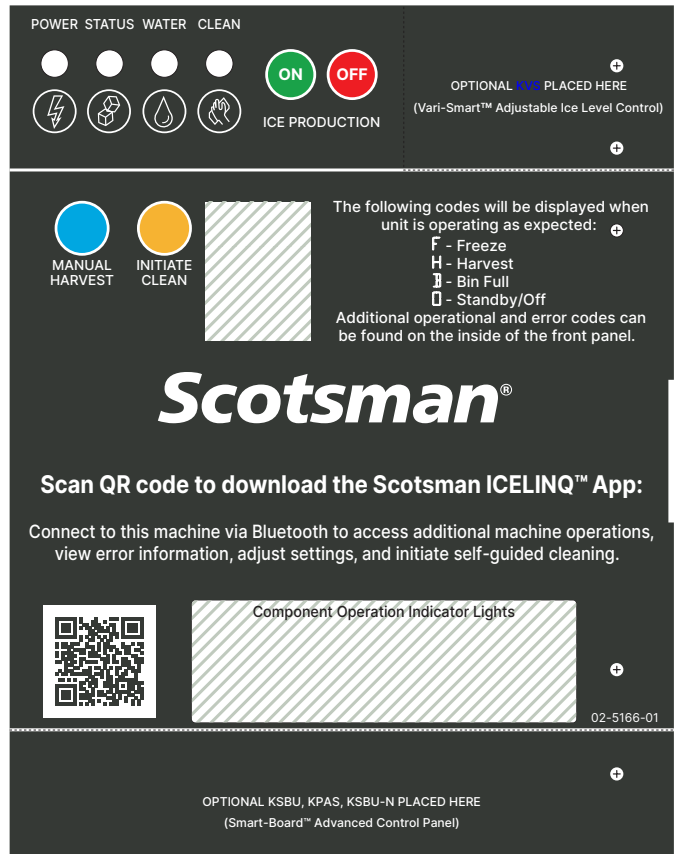 POWER STATUS WATER CLEAN
ON OFF
ICE PRODUCTION
OPTIONAL KVS PLACED HERE
(Vari-Smart™ Adjustable Ice Level Control)
MANUAL
HARVEST
INITIATE
CLEAN
The following codes will be displayed when
unit is operating as expected:
F - Freeze
H - Harvest
B - Bin Full
O - Standby/Off
Additional operational and error codes can
be found on the inside of the front panel.
Scotsman®
Scan QR code to download the Scotsman ICELINQ™ App:
Connect to this machine via Bluetooth to access additional machine operations,
view error information, adjust settings, and initiate self-guided cleaning.
Component Operation Indicator Lights
02-5166-01
OPTIONAL KSBU, KPAS, KSBU-N PLACED HERE
(Smart-Board™ Advanced Control Panel)